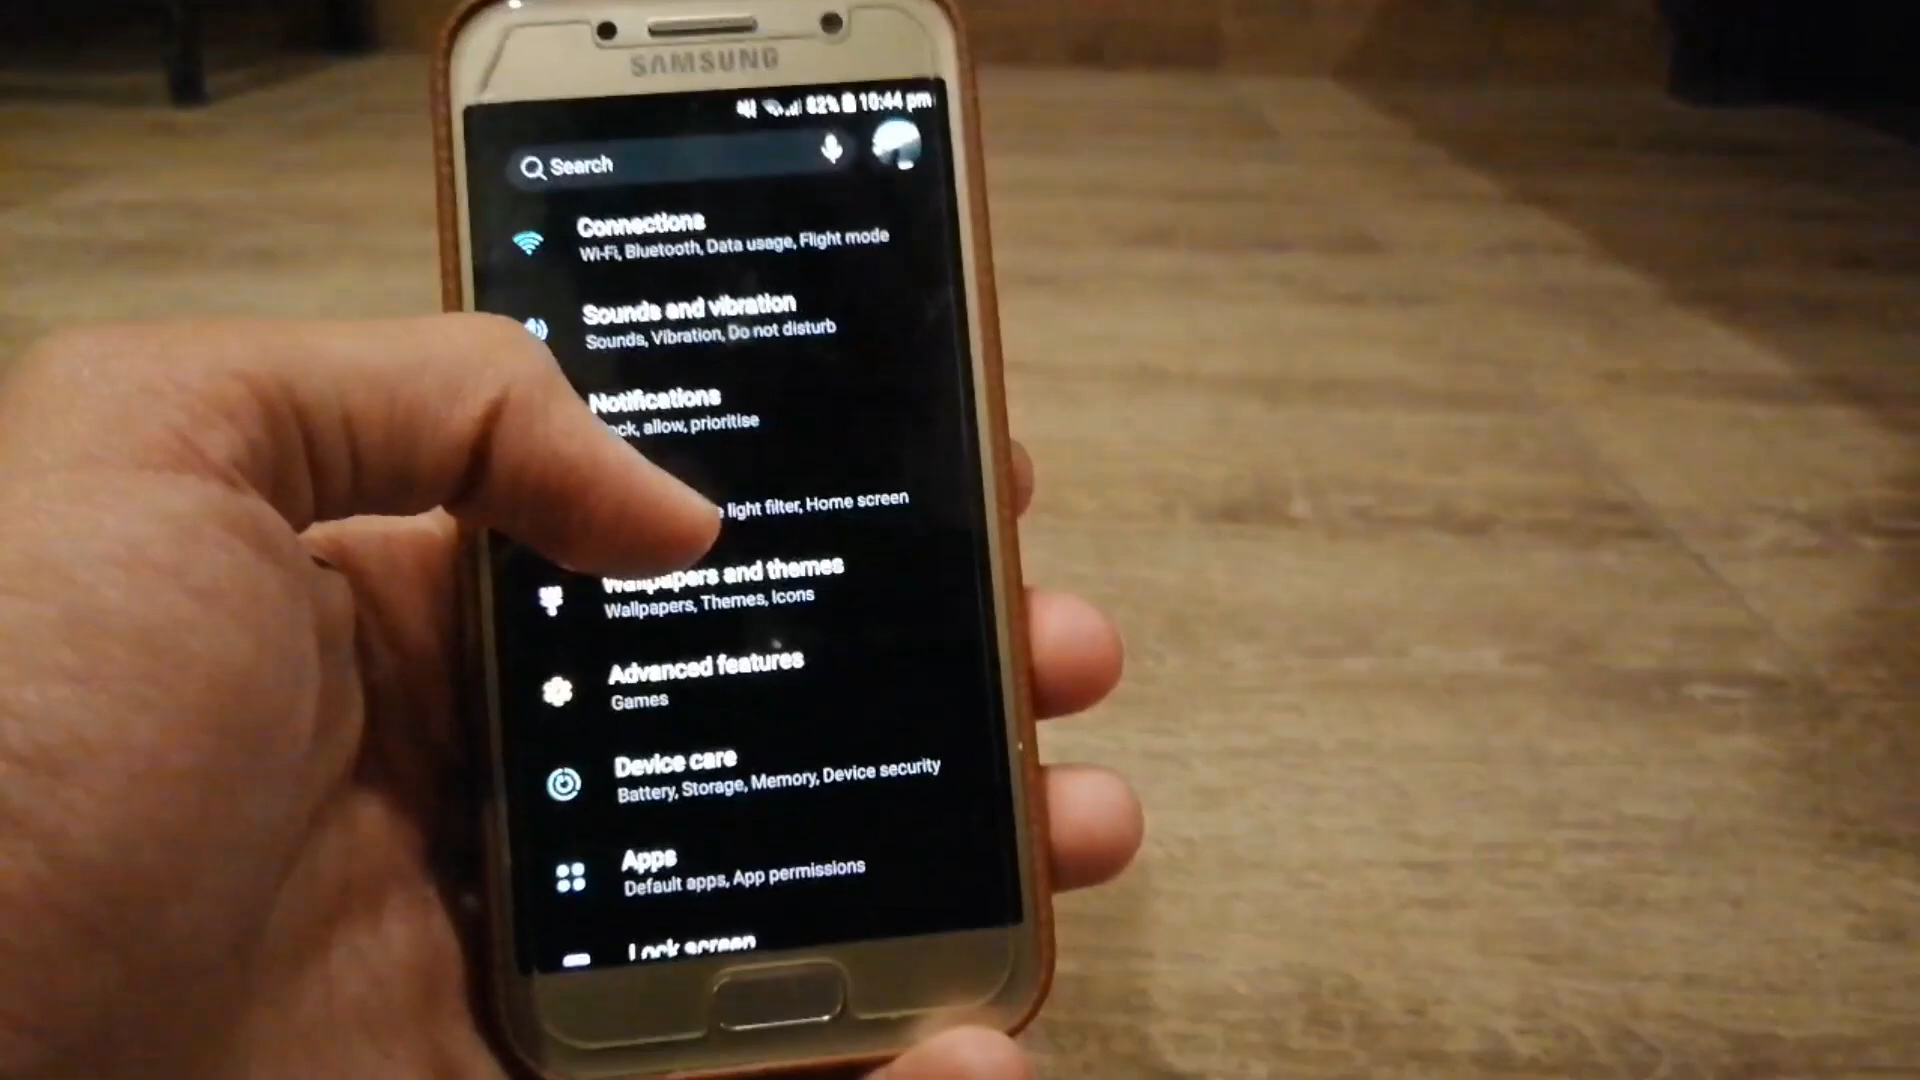 SAMSUNG
82% 10:44 pm
Search
Connections
Wi-Fi, Bluetooth, Data usage, Flight mode
Sounds and vibration
Sounds, Vibration, Do not disturb
Notifications
allow, prioritise
light filter, Home screen
Wallpapers and themes
Wallpapers, Themes, Icons
Advanced features
Games
Device care
Battery, Storage, Memory, Device security
Apps
Default apps, App permissions
Lock screen